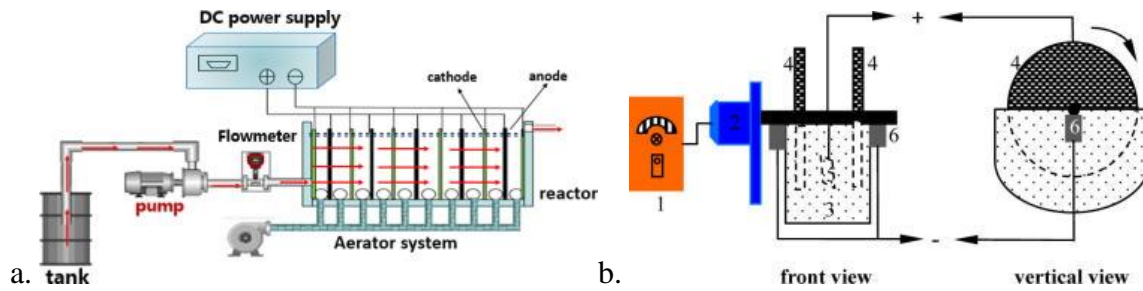 DC power supply
cathode
anode
Flowmeter
reactor
pump
Aerator system
a. tank
+
4
4
4
2
6
6
5
3
1
-
b. front view
vertical view